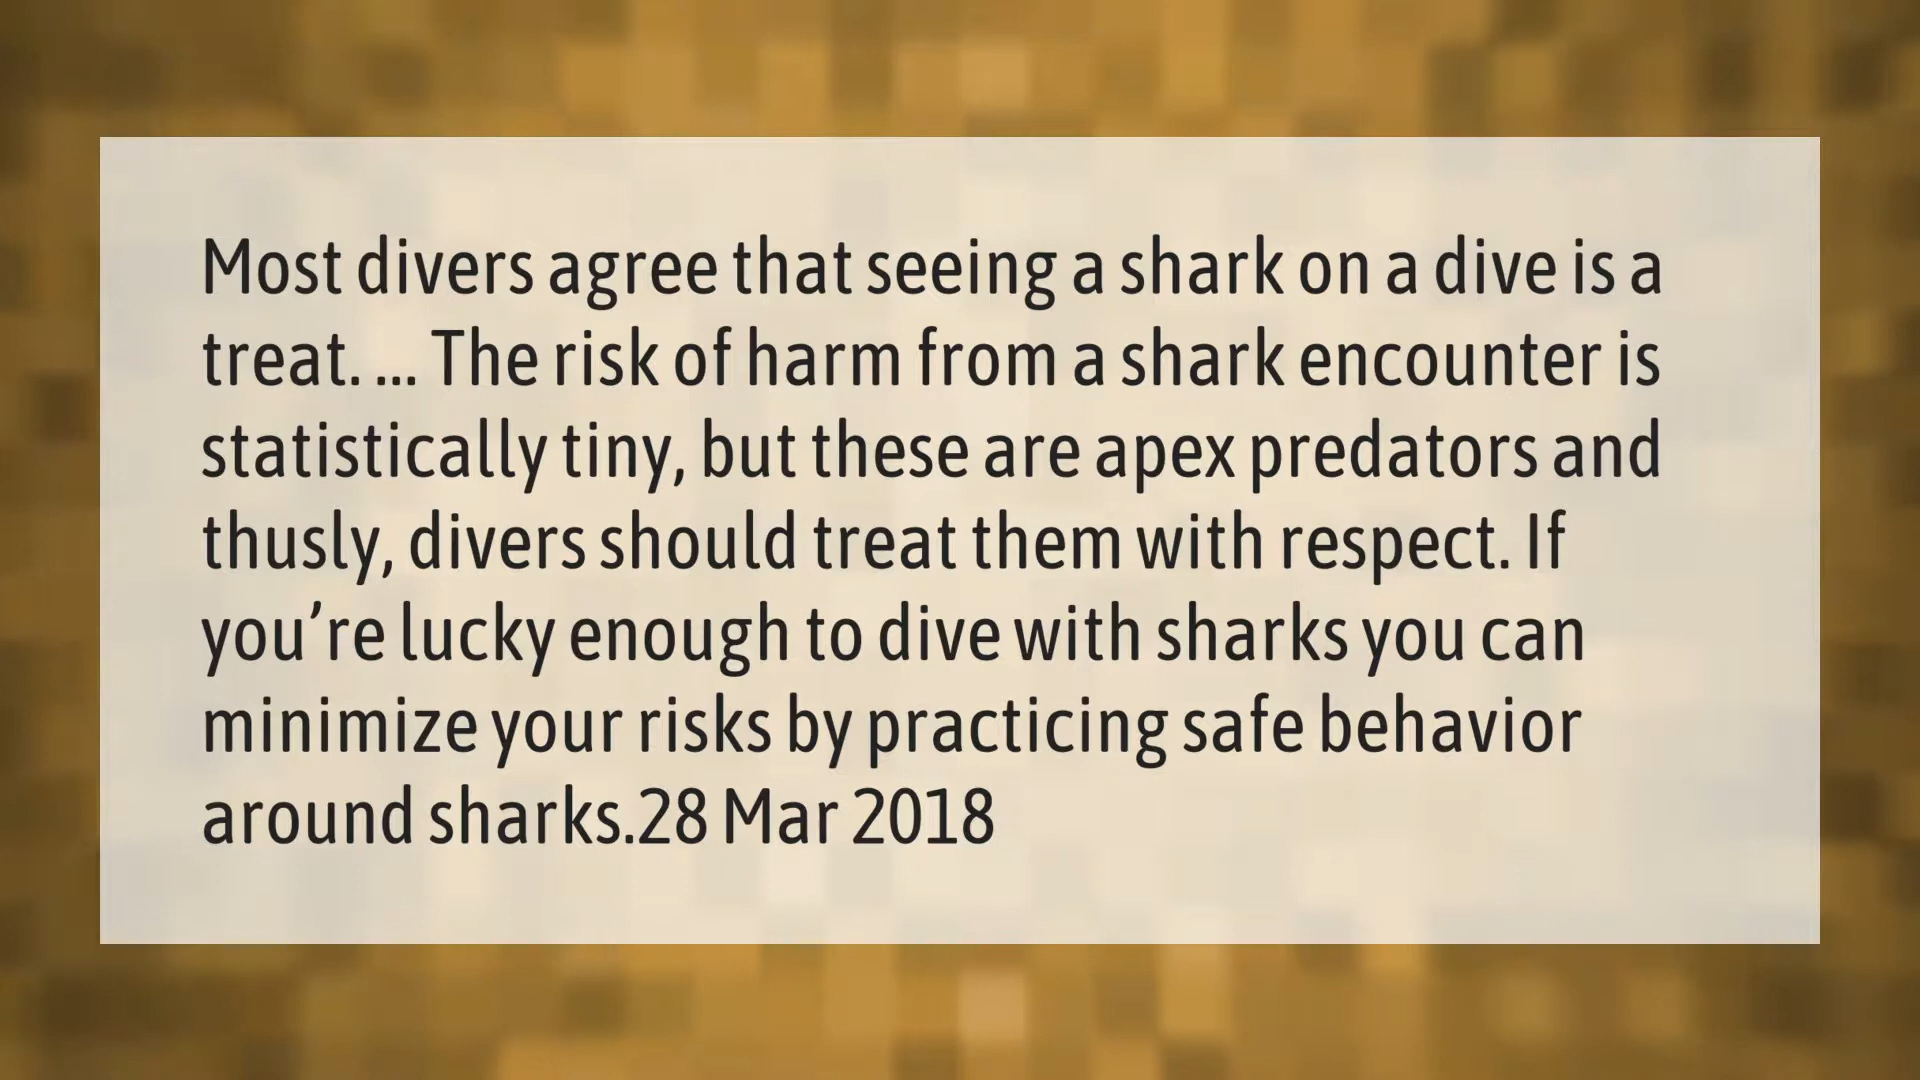 Most divers agree that seeing a shark on a dive is a
treat. ... The risk of harm from a shark encounter is
statistically tiny, but these are apex predators and
thusly, divers should treat them with respect. If
you’re lucky enough to dive with sharks you can
minimize your risks by practicing safe behavior
around sharks.28 Mar 2018